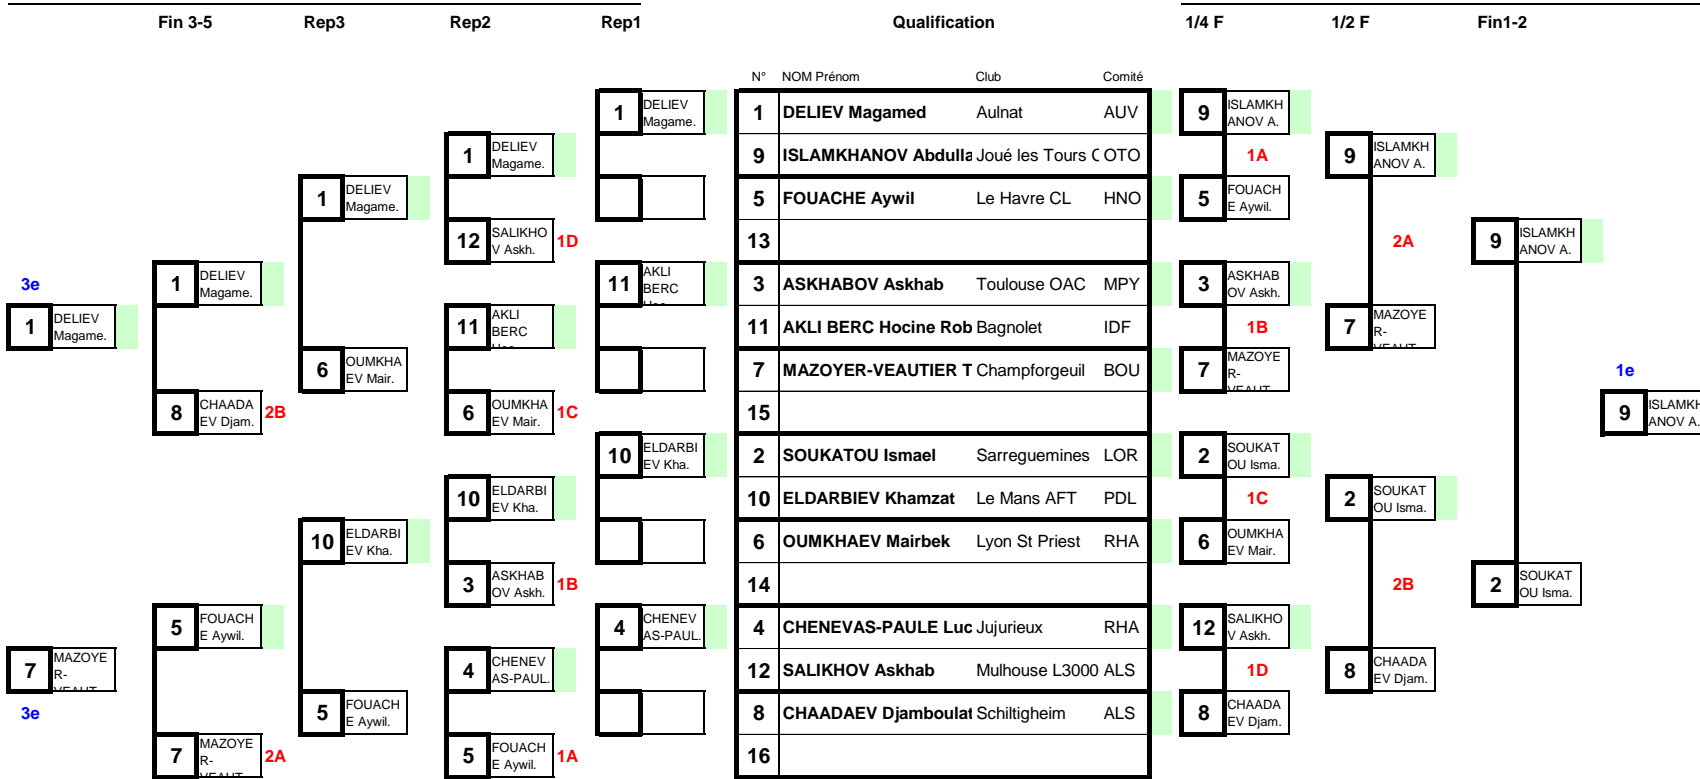 Fin 3-5 Rep3 Rep2 Rep1 Qualification 1/4 F 1/2 F Fin1-2
N° NOM Prénom Club Comité
1 DELIEV Magame. 1 DELIEV Magamed Aulnat AUV 9 ISLAMKH ANOV A.
1 DELIEV Magame. 9 ISLAMKHANOV Abdulla Joué les Tours C OTO 1A 9 ISLAMKH ANOV A.
1 DELIEV Magame. 5 FOUACHE Aywil Le Havre CL HNO 5 FOUACH E Aywil.
12 SALIKHO V Askh. 1D 13 2A 9 ISLAMKH ANOV A.
3e 1 DELIEV Magame. 11 AKLI BERC 3 ASKHABOV Askhab Toulouse OAC MPY 3 ASKHAB OV Askh.
1 DELIEV Magame. 11 AKLI BERC 11 AKLI BERC Hocine Rob Bagnolet IDF 1B 7 MAZOYE R-
6 OUMKHA EV Mair. 7 MAZOYER-VEAUTIER T Champforgeuil BOU 7 MAZOYE R- 1e
8 CHAADA EV Djam. 2B 6 OUMKHA EV Mair. 1C 15 9 ISLAMKH ANOV A.
10 ELDARBI EV Kha. 2 SOUKATOU Ismael Sarreguemines LOR 2 SOUKAT OU Isma.
10 ELDARBI EV Kha. 10 ELDARBIEV Khamzat Le Mans AFT PDL 1C 2 SOUKAT OU Isma.
10 ELDARBI EV Kha. 6 OUMKHAEV Mairbek Lyon St Priest RHA 6 OUMKHA EV Mair.
3 ASKHAB OV Askh. 1B 14 2B 2 SOUKAT OU Isma.
5 FOUACH E Aywil. 4 CHENEV AS-PAUL. 4 CHENEVAS-PAULE Luc Jujurieux RHA 12 SALIKHO V Askh.
7 MAZOYE R- 4 CHENEV AS-PAUL. 12 SALIKHOV Askhab Mulhouse L3000 ALS 1D 8 CHAADA EV Djam.
3e 5 FOUACH E Aywil. 8 CHAADAEV Djamboulat Schiltigheim ALS 8 CHAADA EV Djam.
7 MAZOYE R- 2A 5 FOUACH E Aywil. 1A 16